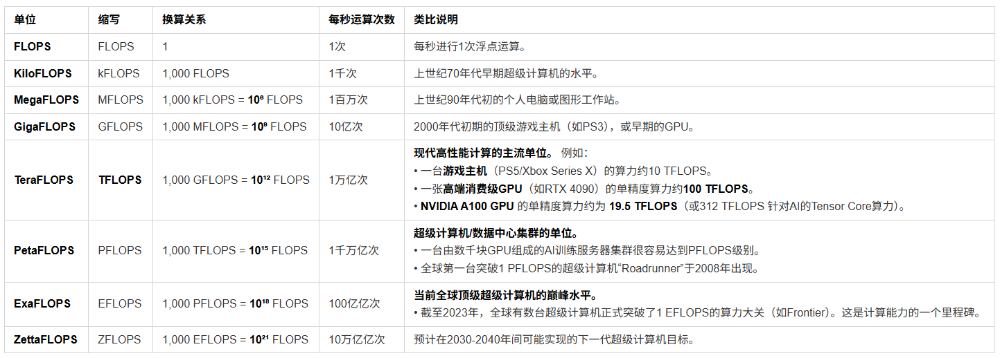 单位 缩写 换算关系 每秒运算次数 类比说明
FLOPS FLOPS 1 1次 每秒进行1次浮点运算。
KiloFLOPS kFLOPS 1,000 FLOPS 1千次 上世纪70年代早期超级计算机的水平。
MegaFLOPS MFLOPS 1,000 kFLOPS = 10⁶ FLOPS 1百万次 上世纪90年代初的个人电脑或图形工作站。
GigaFLOPS GFLOPS 1,000 MFLOPS = 10⁹ FLOPS 10亿次 2000年代初期的顶级游戏主机（如PS3），或早期的GPU。
TeraFLOPS TFLOPS 1,000 GFLOPS = 10¹² FLOPS 1万亿次 现代高性能计算的主流单位。 例如：
• 一台游戏主机（PS5/Xbox Series X）的算力约10 TFLOPS。
• 一张高端消费级GPU（如RTX 4090）的单精度算力约100 TFLOPS。
• NVIDIA A100 GPU 的单精度算力约为 19.5 TFLOPS（或312 TFLOPS 针对AI的Tensor Core算力）。
PetaFLOPS PFLOPS 1,000 TFLOPS = 10¹⁵ FLOPS 1千万亿次 超级计算机/数据中心集群的单位。
• 一台由数千块GPU组成的AI训练服务器集群很容易达到PFLOPS级别。
• 全球第一台突破1 PFLOPS的超级计算机“Roadrunner”于2008年出现。
ExaFLOPS EFLOPS 1,000 PFLOPS = 10¹⁸ FLOPS 100亿亿次 当前全球顶级超级计算机的巅峰水平。
• 截至2023年，全球有数台超级计算机正式突破了1 EFLOPS的算力大关（如Frontier）。这是计算能力的一个里程碑。
ZettaFLOPS ZFLOPS 1,000 EFLOPS = 10²¹ FLOPS 10万亿亿次 预计在2030-2040年间可能实现的下一代超级计算机目标。